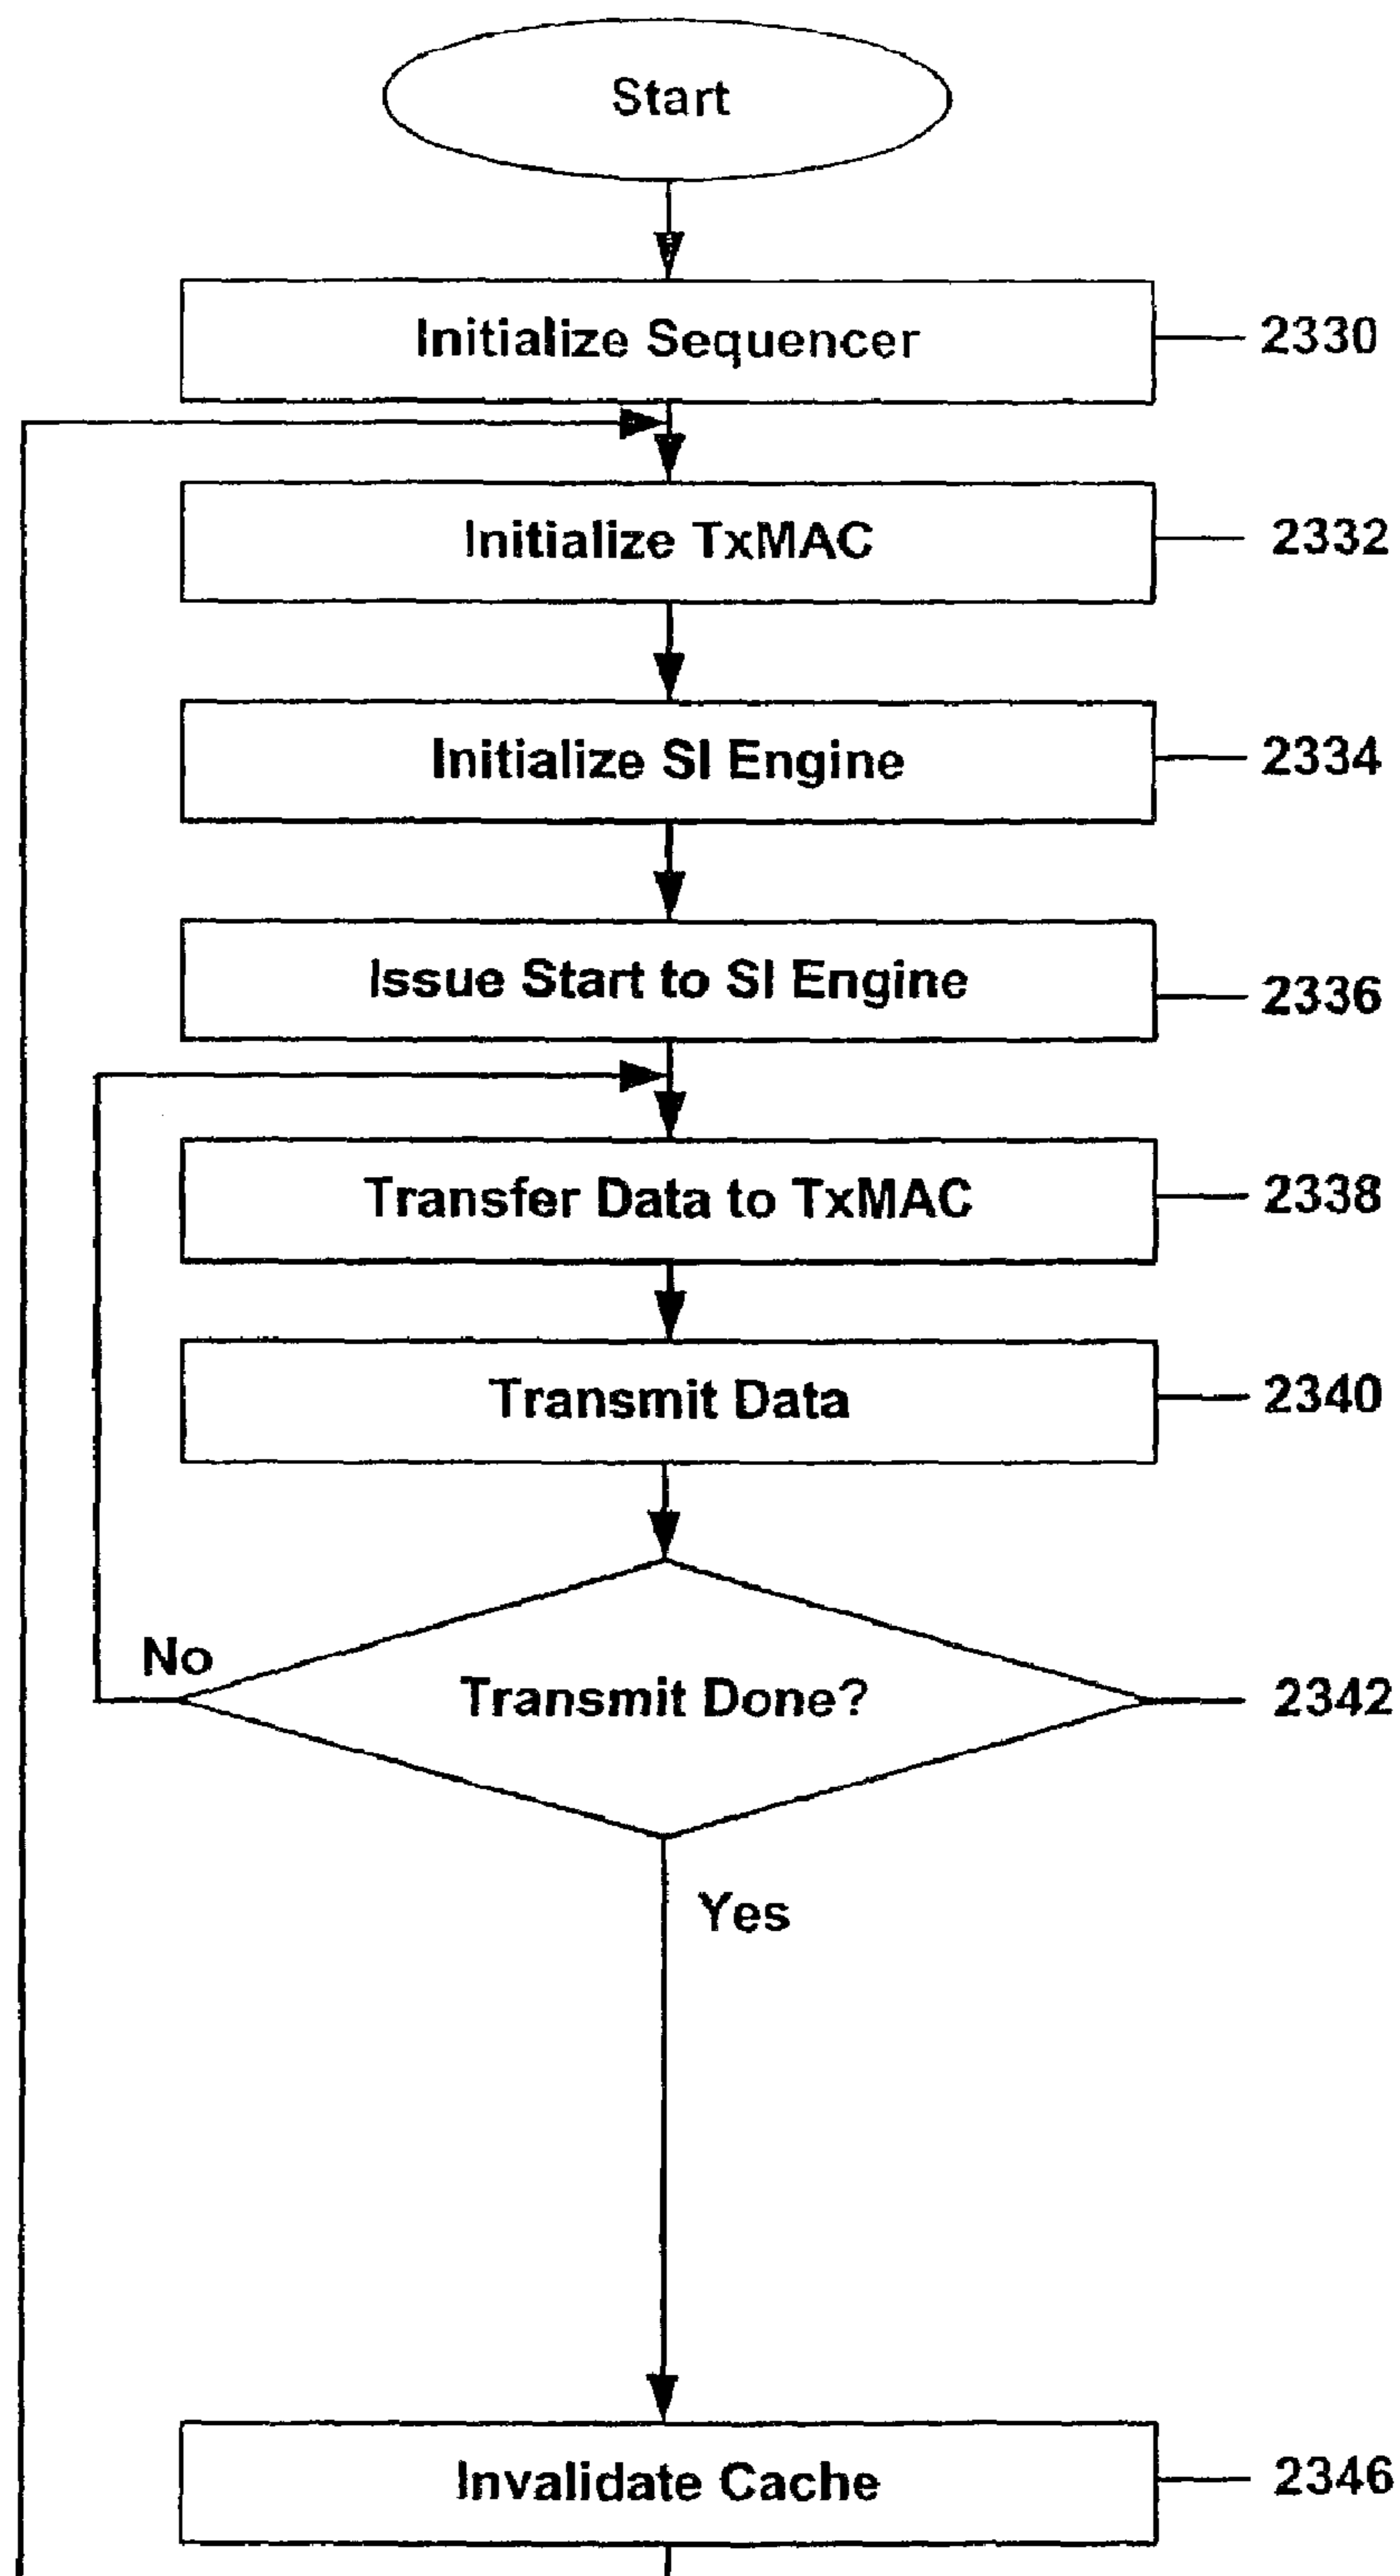 Start
Initialize Sequencer 2330
Initialize TxMAC 2332
Initialize SI Engine 2334
Issue Start to SI Engine 2336
Transfer Data to TxMAC 2338
Transmit Data 2340
No
Transmit Done? 2342
Yes
Invalidate Cache 2346